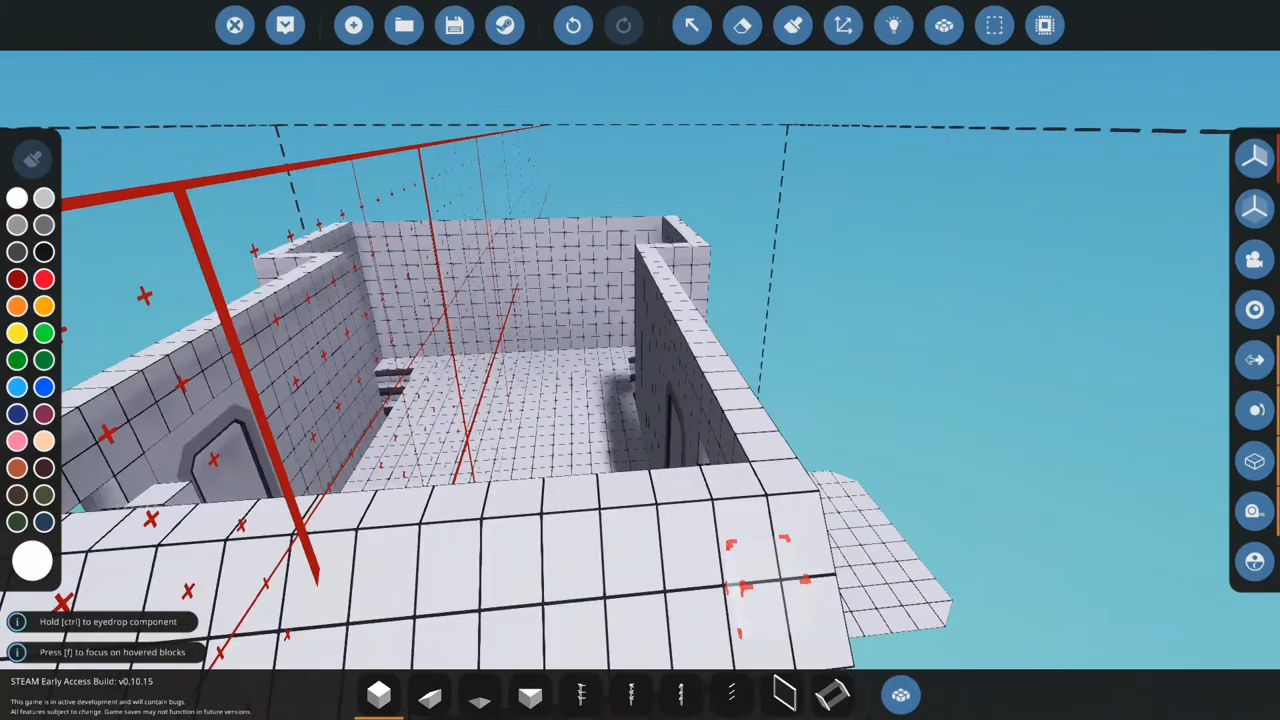 Hold [ctrl] to eyedrop component
Press [f] to focus on hovered blocks
STEAM Early Access Build: v0.10.15
This game is in active development and will contain bugs.
All features subject to change. Game saves may not function in future versions.